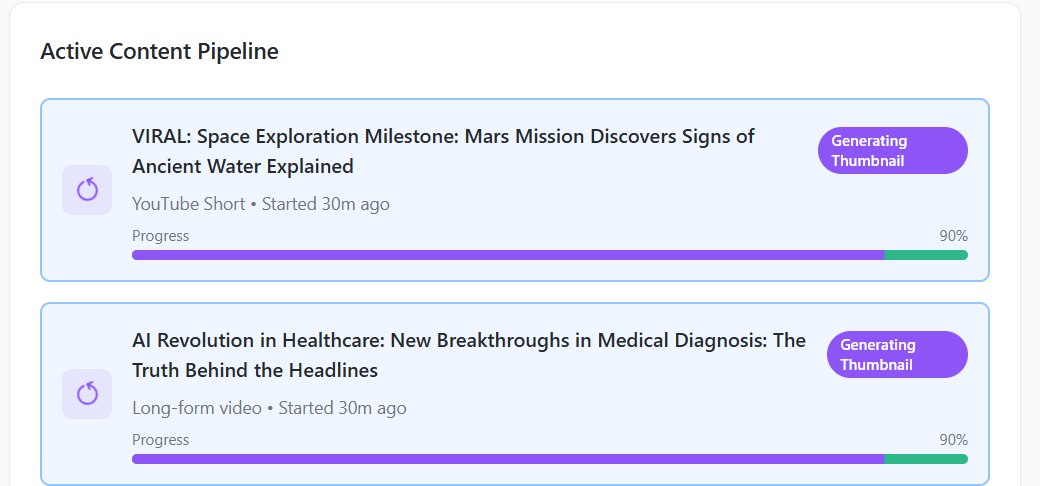 Active Content Pipeline
VIRAL: Space Exploration Milestone: Mars Mission Discovers Signs of
Ancient Water Explained
Generating
Thumbnail
YouTube Short • Started 30m ago
Progress
90%
AI Revolution in Healthcare: New Breakthroughs in Medical Diagnosis: The
Truth Behind the Headlines
Generating
Thumbnail
Long-form video • Started 30m ago
Progress
90%